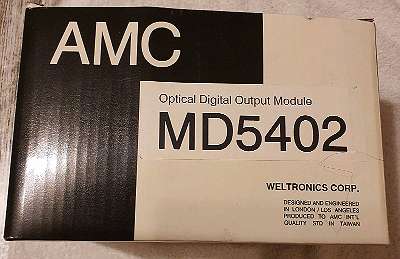 AMC
Optical Digital Output Module
MD5402
WELTRONICS CORP.
DESIGNED AND ENGINEERED
IN LONDON / LOS ANGELES
PRODUCED TO AMC INT'L
QUALITY STD IN TAIWAN